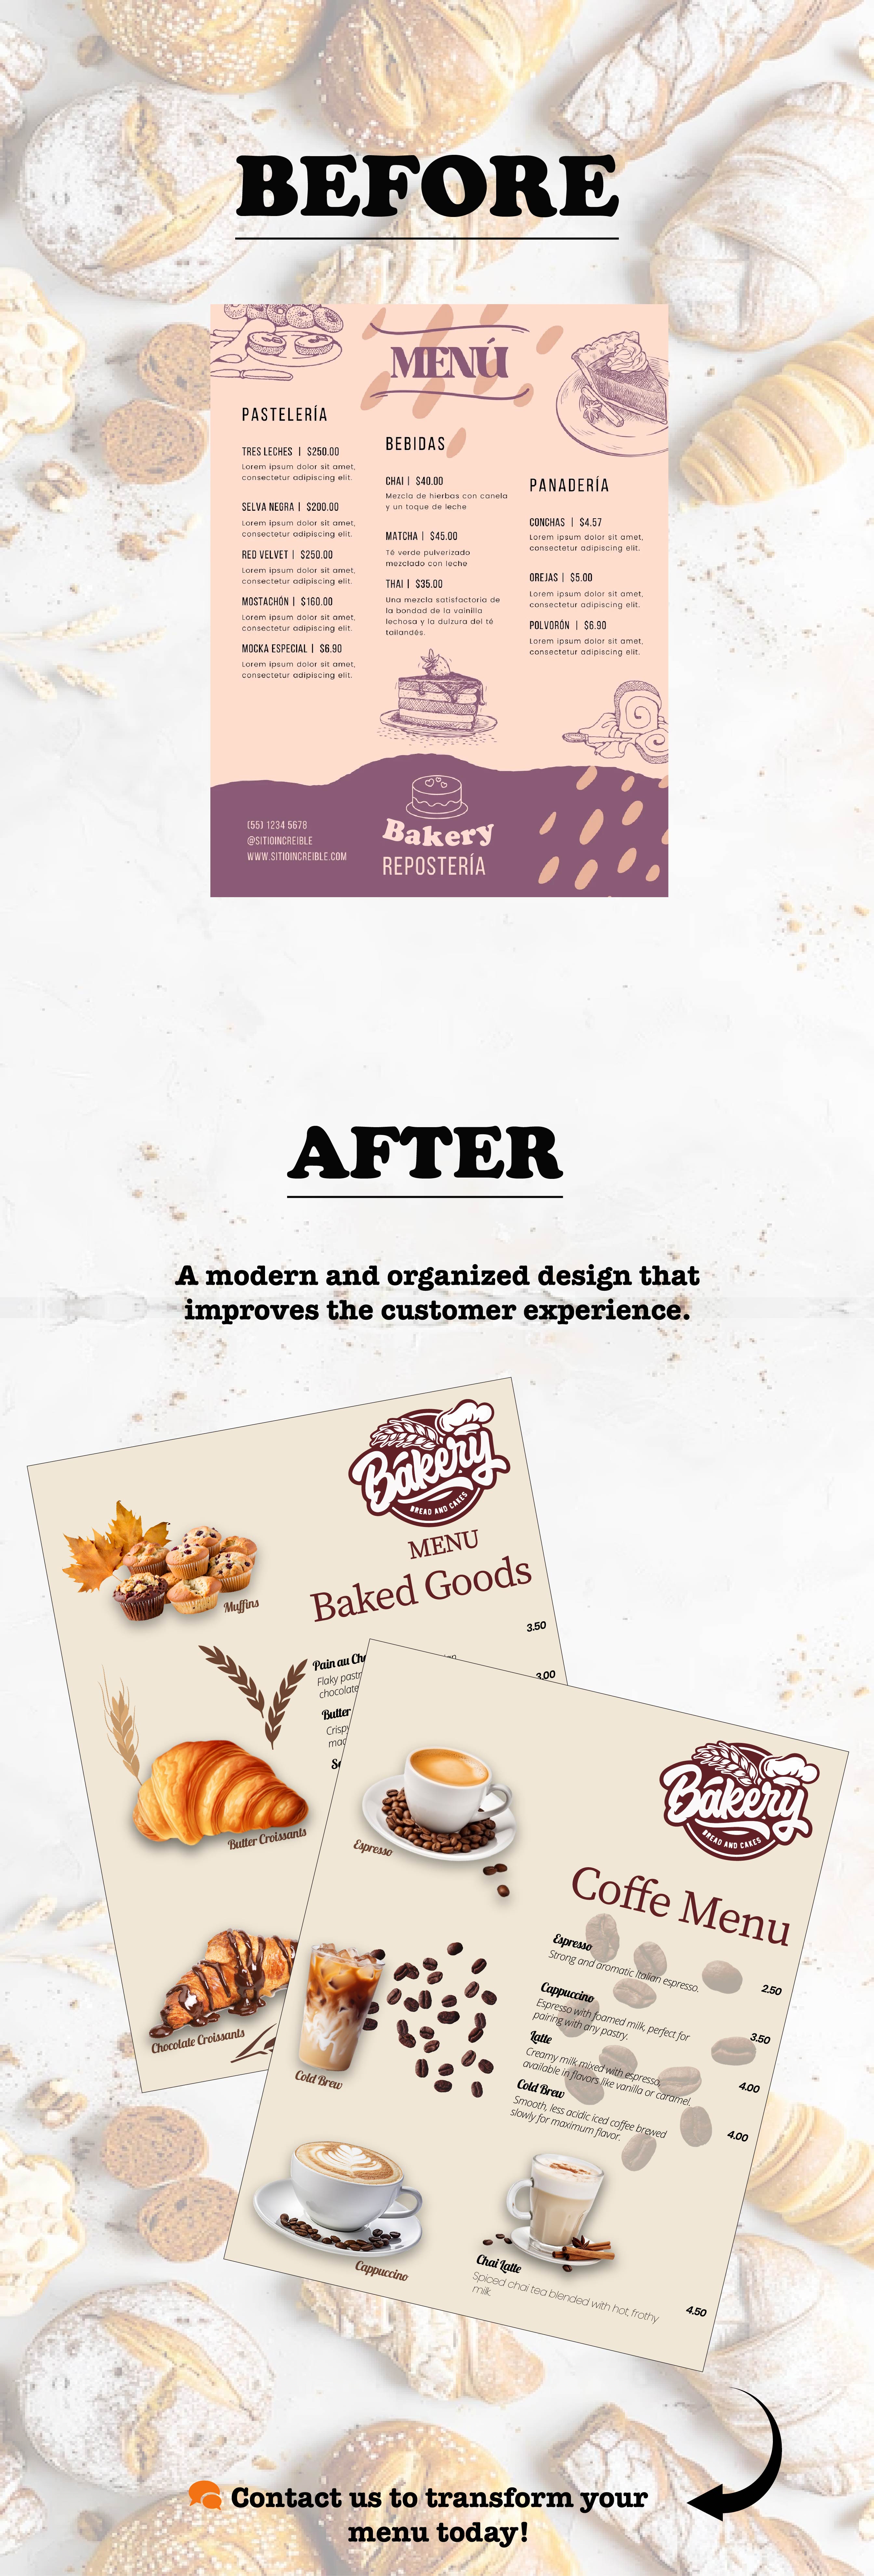 BEFORE
MENÚ
PASTELERÍA
TRES LECHES | $250.00
Lorem ipsum dolor sit amet,
consectetur adipiscing elit.
SELVA NEGRA | $200.00
Lorem ipsum dolor sit amet,
consectetur adipiscing elit.
RED VELVET | $250.00
Lorem ipsum dolor sit amet,
consectetur adipiscing elit.
MOSTACHÓN | $160.00
Lorem ipsum dolor sit amet,
consectetur adipiscing elit.
MOCKA ESPECIAL | $6.90
Lorem ipsum dolor sit amet,
consectetur adipiscing elit.
BEBIDAS
CHAI | $40.00
Mezcla de hierbas con canela
y un toque de leche
MATCHA | $45.00
Té verde pulverizado
mezclado con leche
THAI | $35.00
Una mezcla satisfactoria de
la bondad de la vainilla
lechosa y la dulzura del té
tailandés.
PANADERÍA
CONCHAS | $4.57
Lorem ipsum dolor sit amet,
consectetur adipiscing elit.
OREJAS | $5.00
Lorem ipsum dolor sit amet,
consectetur adipiscing elit.
POLVORÓN | $6.90
Lorem ipsum dolor sit amet,
consectetur adipiscing elit.
(55) 1234 5678
@SITIOINCREIBLE
WWW.SITIOINCREIBLE.COM
Bakery
REPOSTERÍA
AFTER
A modern and organized design that
improves the customer experience.
Bakery
BREAD AND CAKES
MENU
Baked Goods
Muffins
3.50
Pain au
Flaky
chocolate
3.00
Butter
Crispy
Butter Croissants
Chocolate Croissants
Bakery
BREAD AND CAKES
Coffe Menu
Espresso
Espresso
Strong and aromatic Italian espresso.
2.50
Cappuccino
Espresso with foamed milk, perfect for
pairing with any pastry.
3.50
Latte
Creamy milk mixed with espresso,
available in flavors like vanilla or caramel.
4.00
Cold Brew
Smooth, less acidic iced coffee brewed
slowly for maximum flavor.
4.00
Cold Brew
Cappuccino
Chai Latte
Spiced chai tea blended with hot, frothy
milk.
4.50
Contact us to transform your
menu today!